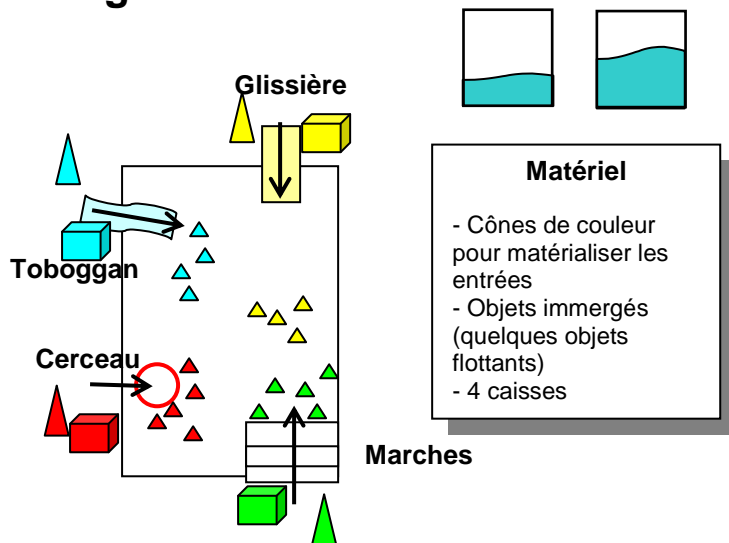 g
Glissière
Toboggan
Cerceau
Marches
Matériel
- Cônes de couleur
pour matérialiser les
entrées
- Objets immergés
(quelques objets
flottants)
- 4 caisses